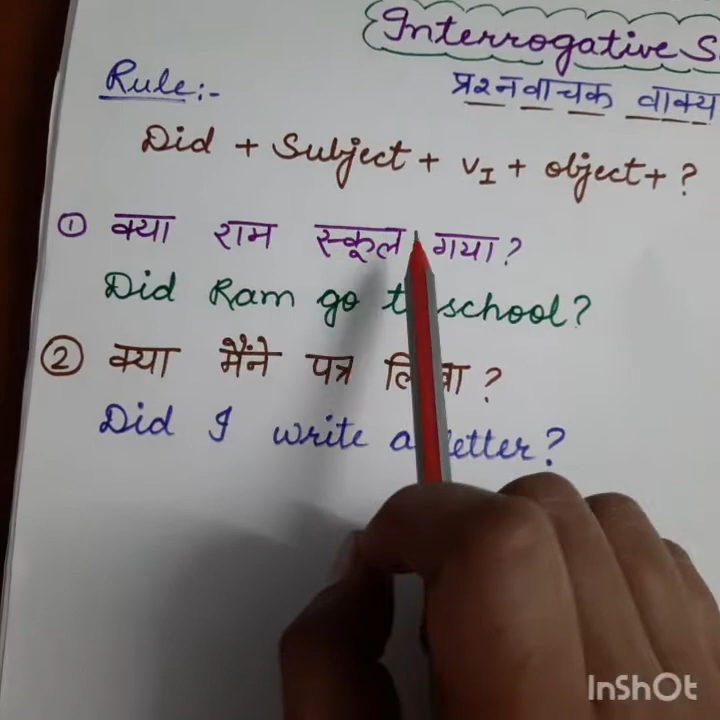 Interrogative S
प्रश्नवाचक वाक्य
Rule:-
Did + Subject + V I + object + ?
① क्या राम स्कूल गया?
Did Ram go t school?
② क्या मैंने पत्र लिखा?
Did I write a letter?
InShOt